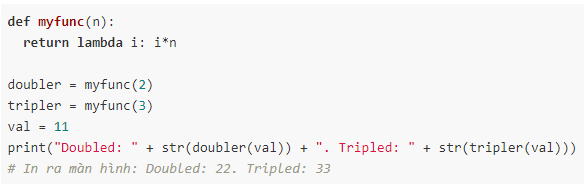 def myfunc(n):
  return lambda i: i*n

doubler = myfunc(2)
tripler = myfunc(3)
val = 11
print("Doubled: " + str(doubler(val)) + ". Tripled: " + str(tripler(val)))
# In ra màn hình: Doubled: 22. Tripled: 33